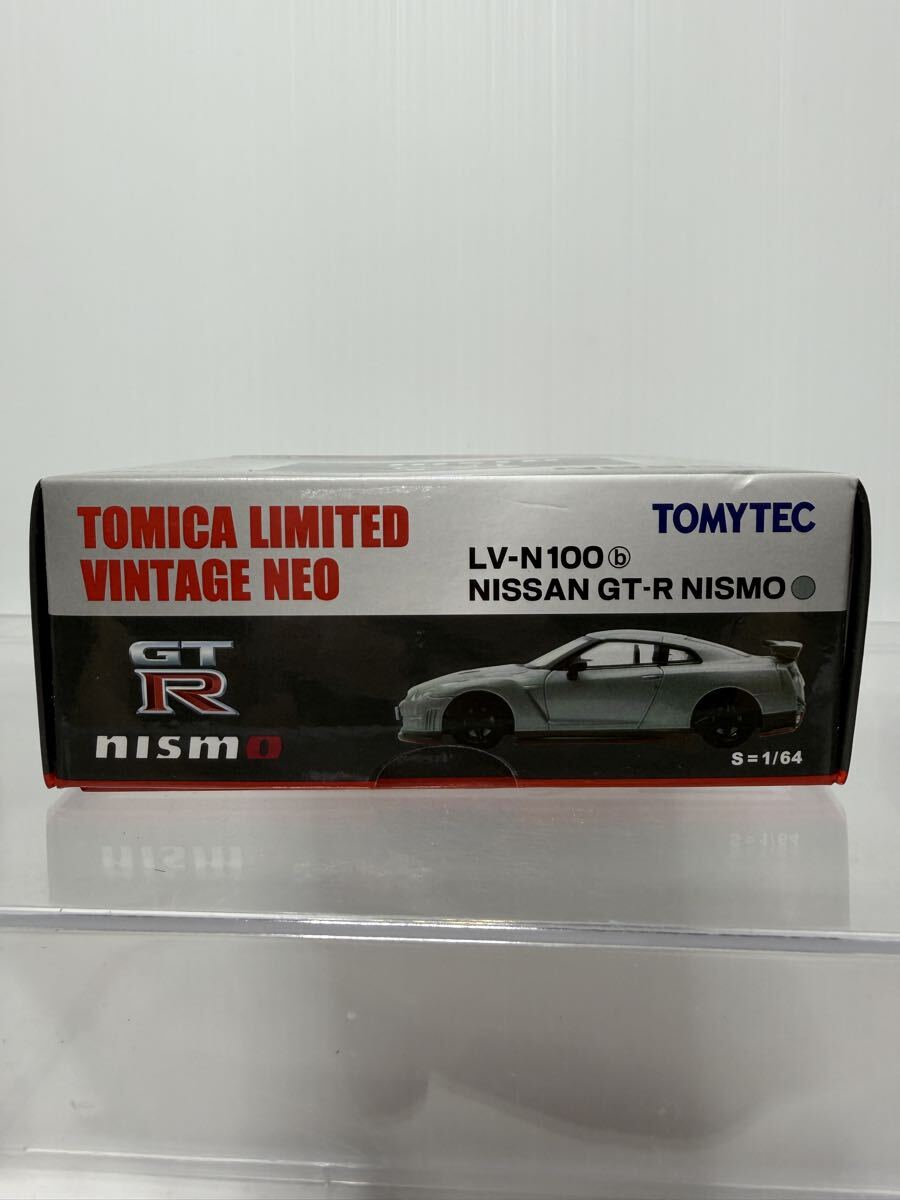 TOMICA LIMITED
VINTAGE NEO
TOMYTEC
LV-N100ⓑ
NISSAN GT-R NISMO
GT
R
nismo
S=1/64